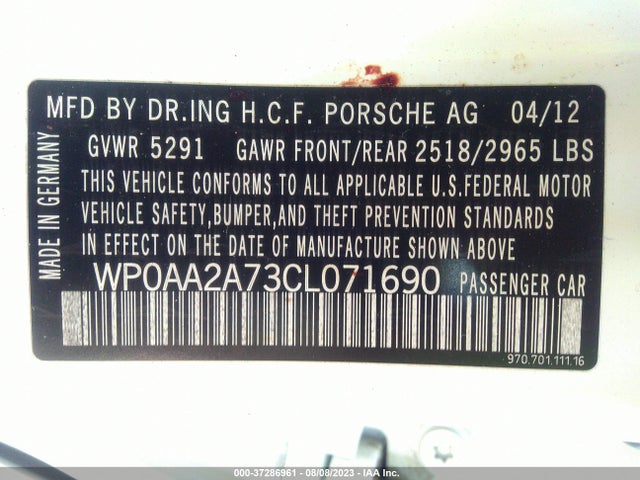 MFD BY DR.ING H.C.F. PORSCHE AG 04/12
GVWR 5291 GAWR FRONT/REAR 2518/2965 LBS
THIS VEHICLE CONFORMS TO ALL APPLICABLE U.S.FEDERAL MOTOR
VEHICLE SAFETY,BUMPER,AND THEFT PREVENTION STANDARDS
IN EFFECT ON THE DATE OF MANUFACTURE SHOWN ABOVE.
WP0AA2A73CL071690 PASSENGER CAR
MADE IN GERMANY
970.701.111.16
000-37286961 - 08/08/2023 - IAA Inc.